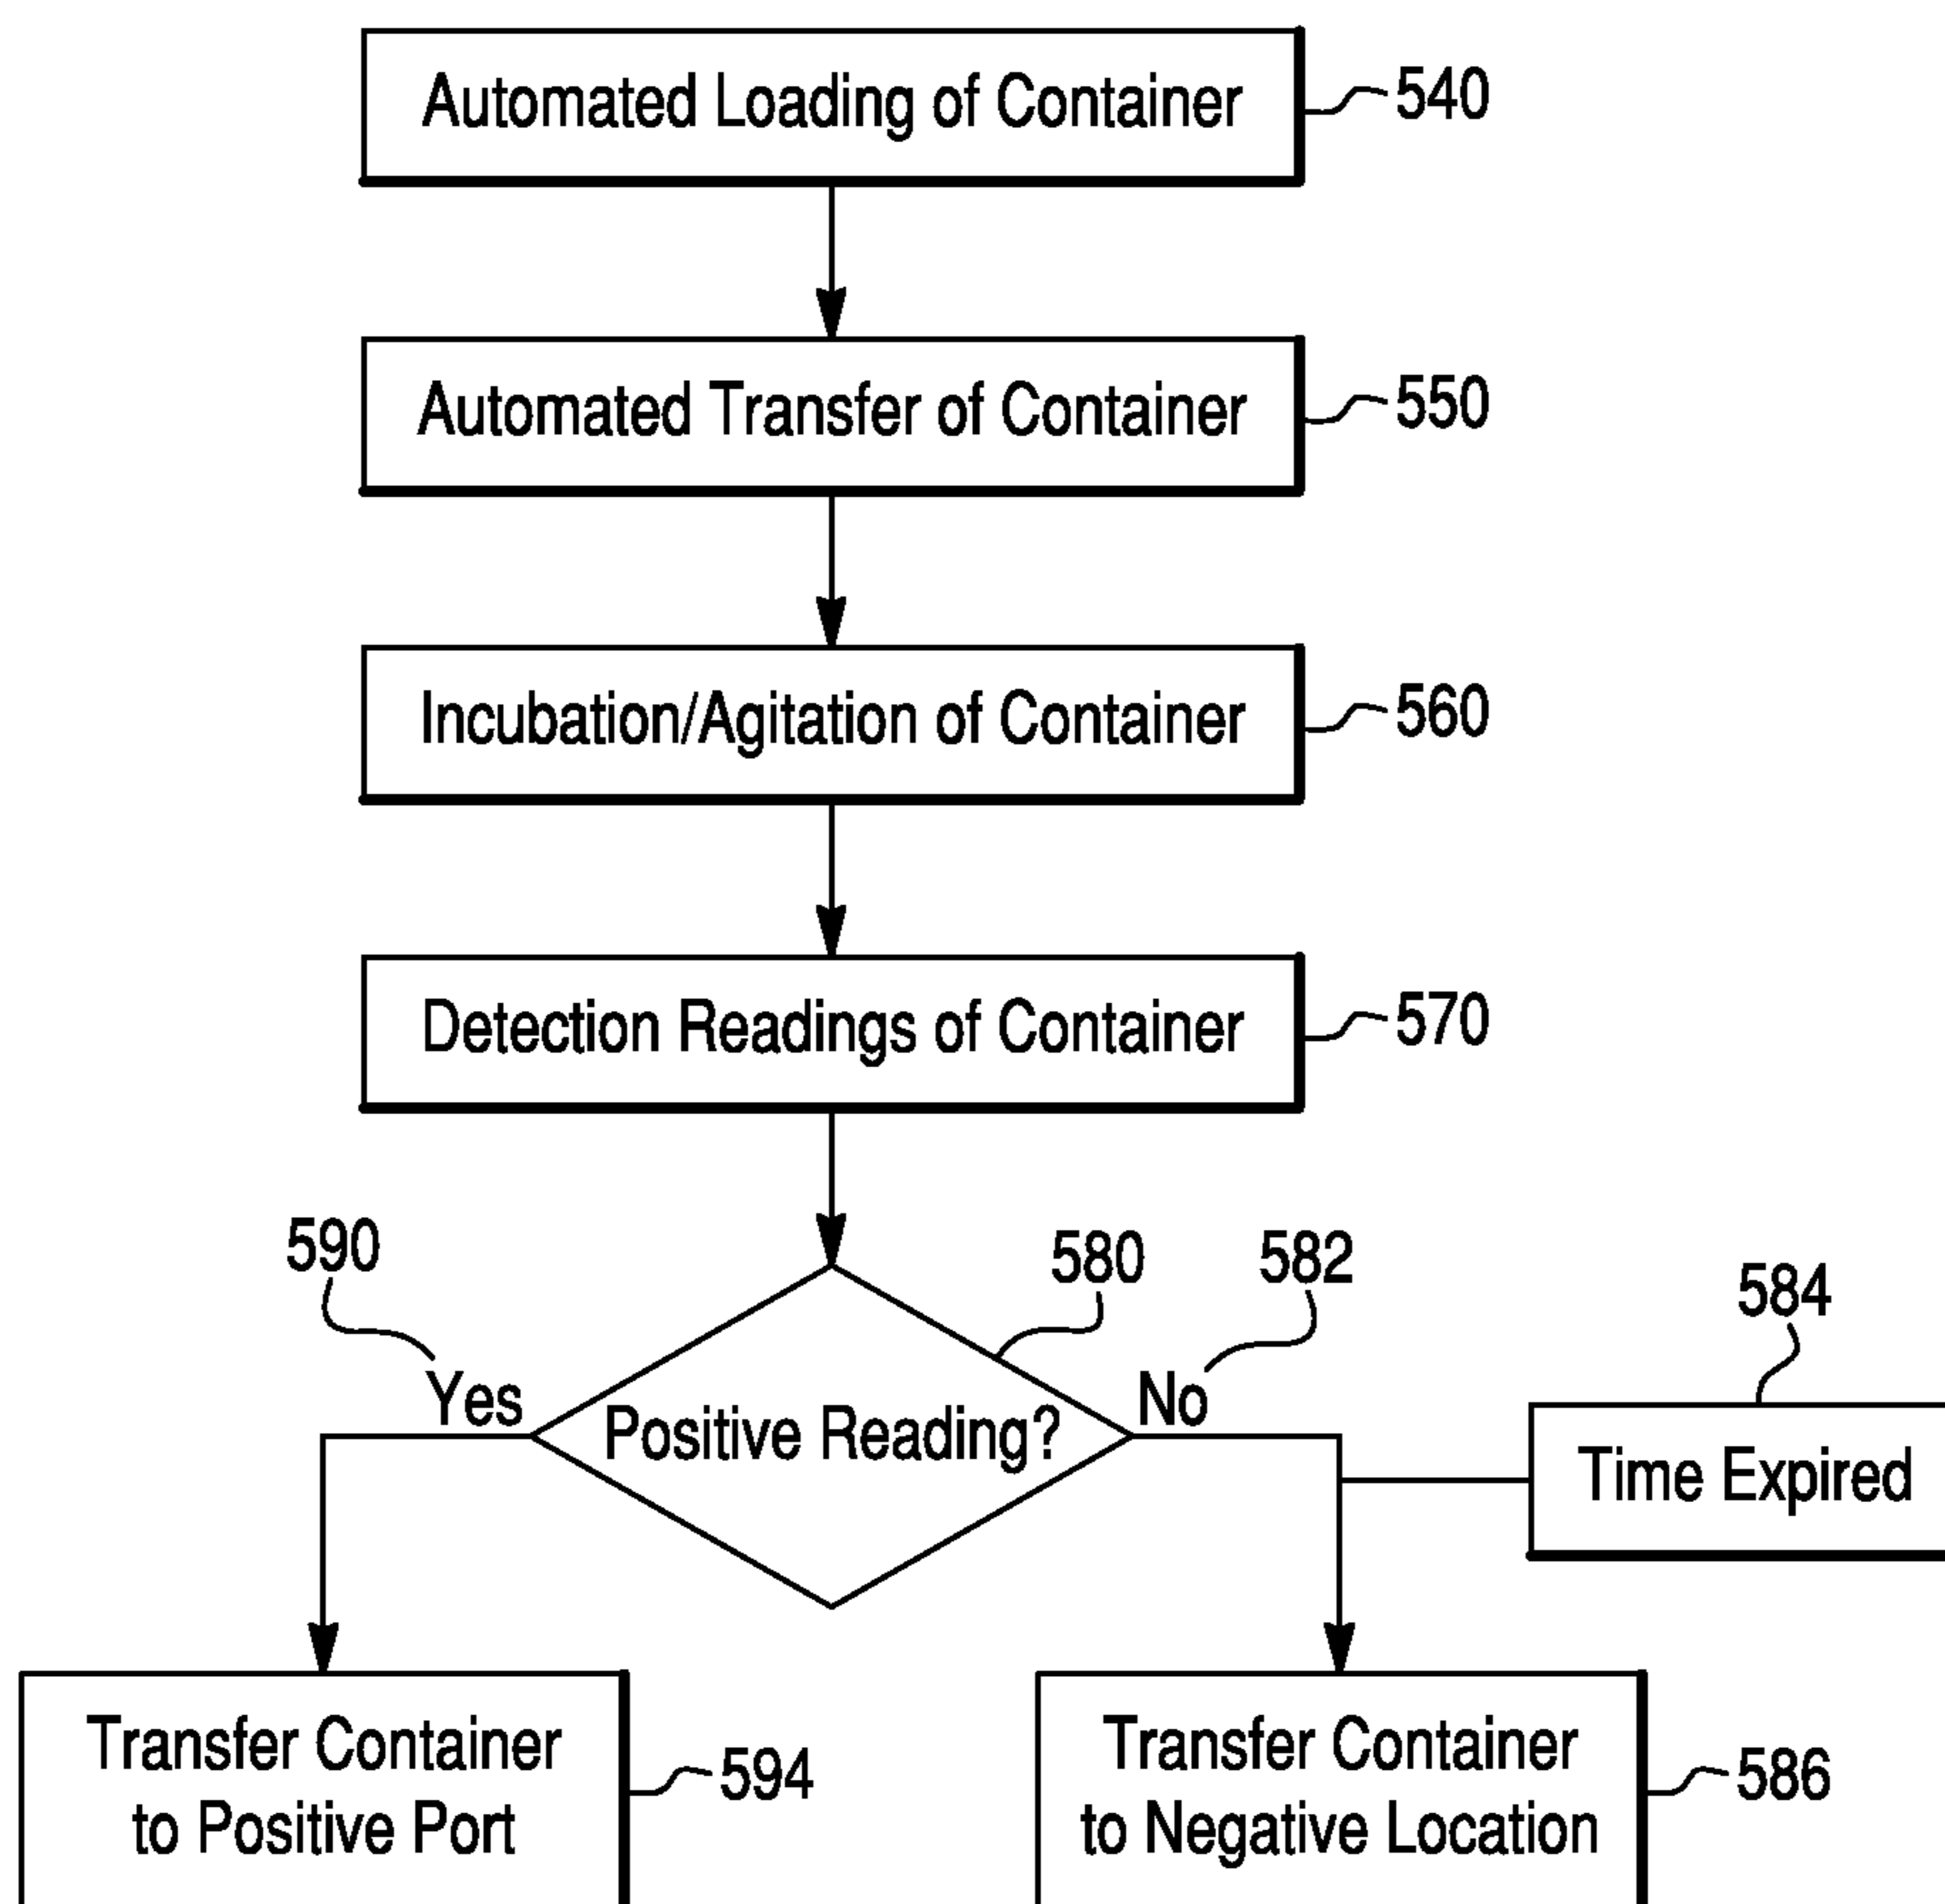 Automated Loading of Container
540
Automated Transfer of Container
550
Incubation/Agitation of Container
560
Detection Readings of Container
570
590
580
582
584
Yes
Positive Reading?
No
Time Expired
Transfer Container
to Positive Port
594
Transfer Container
to Negative Location
586